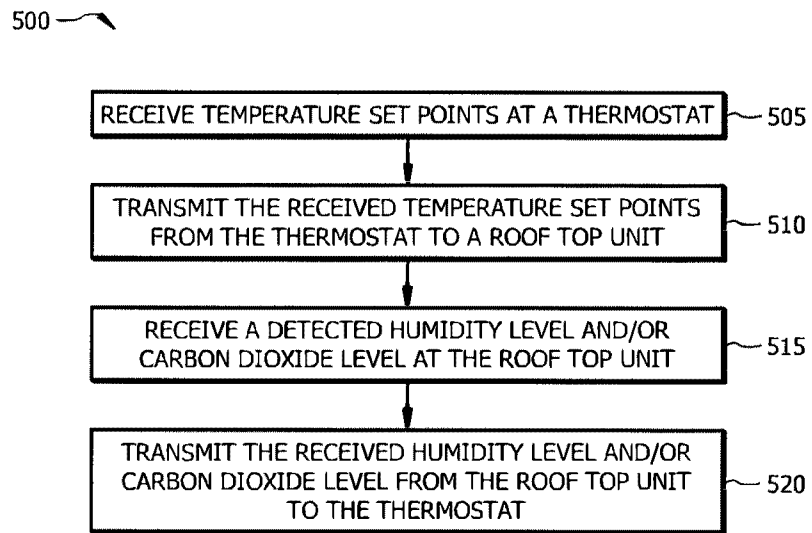 500
RECEIVE TEMPERATURE SET POINTS AT A THERMOSTAT
505
TRANSMIT THE RECEIVED TEMPERATURE SET POINTS
FROM THE THERMOSTAT TO A ROOF TOP UNIT
510
RECEIVE A DETECTED HUMIDITY LEVEL AND/OR
CARBON DIOXIDE LEVEL AT THE ROOF TOP UNIT
515
TRANSMIT THE RECEIVED HUMIDITY LEVEL AND/OR
CARBON DIOXIDE LEVEL FROM THE ROOF TOP UNIT
TO THE THERMOSTAT
520